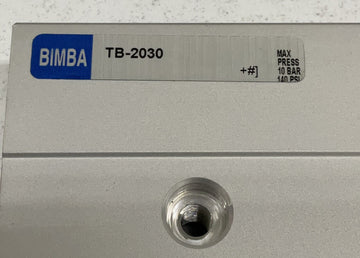 BIMBA
TB-2030
+#]
MAX
PRESS
10 BAR
140 PSI